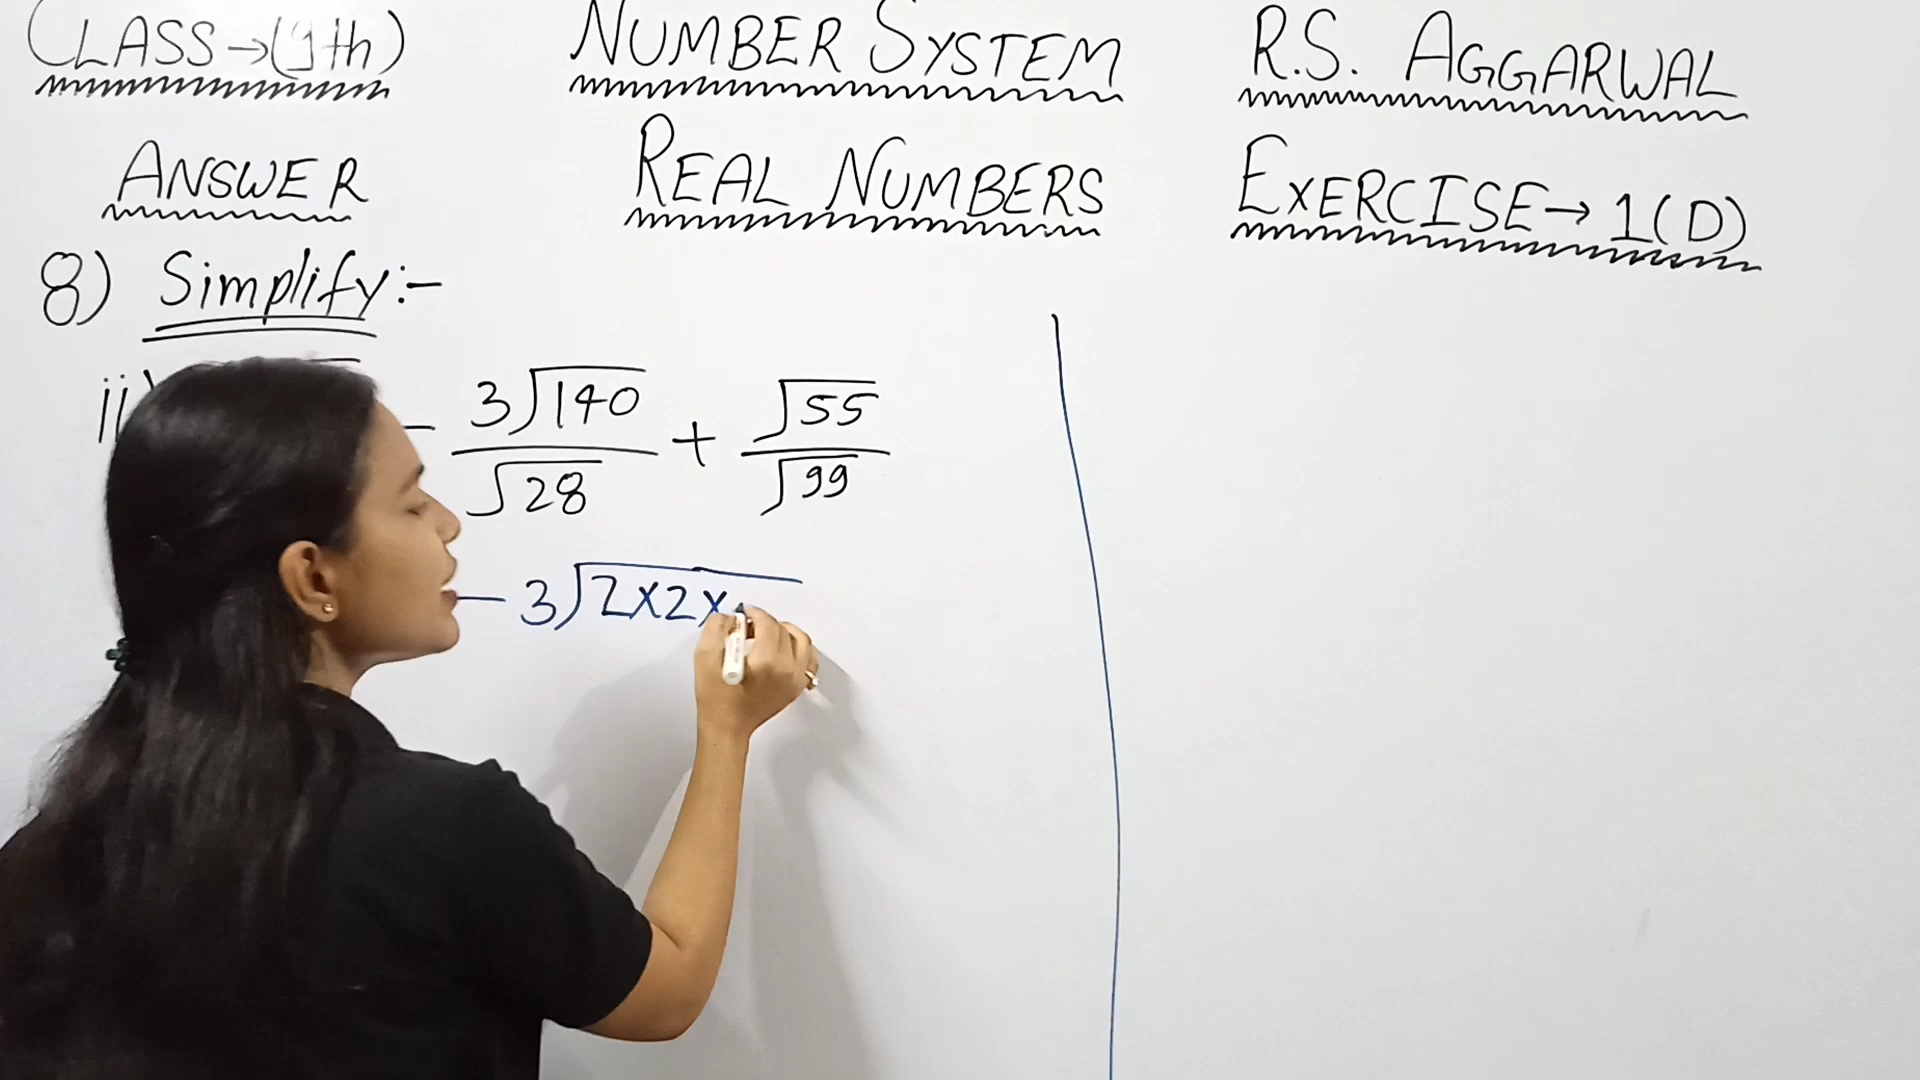 CLASS→(9th) NUMBER SYSTEM R.S. AGGARWAL
ANSWER REAL NUMBERS EXERCISE→ 1(D)
8) Simplify:-
ii) - 3√140/√28 + √55/√99
- 3√2×2×